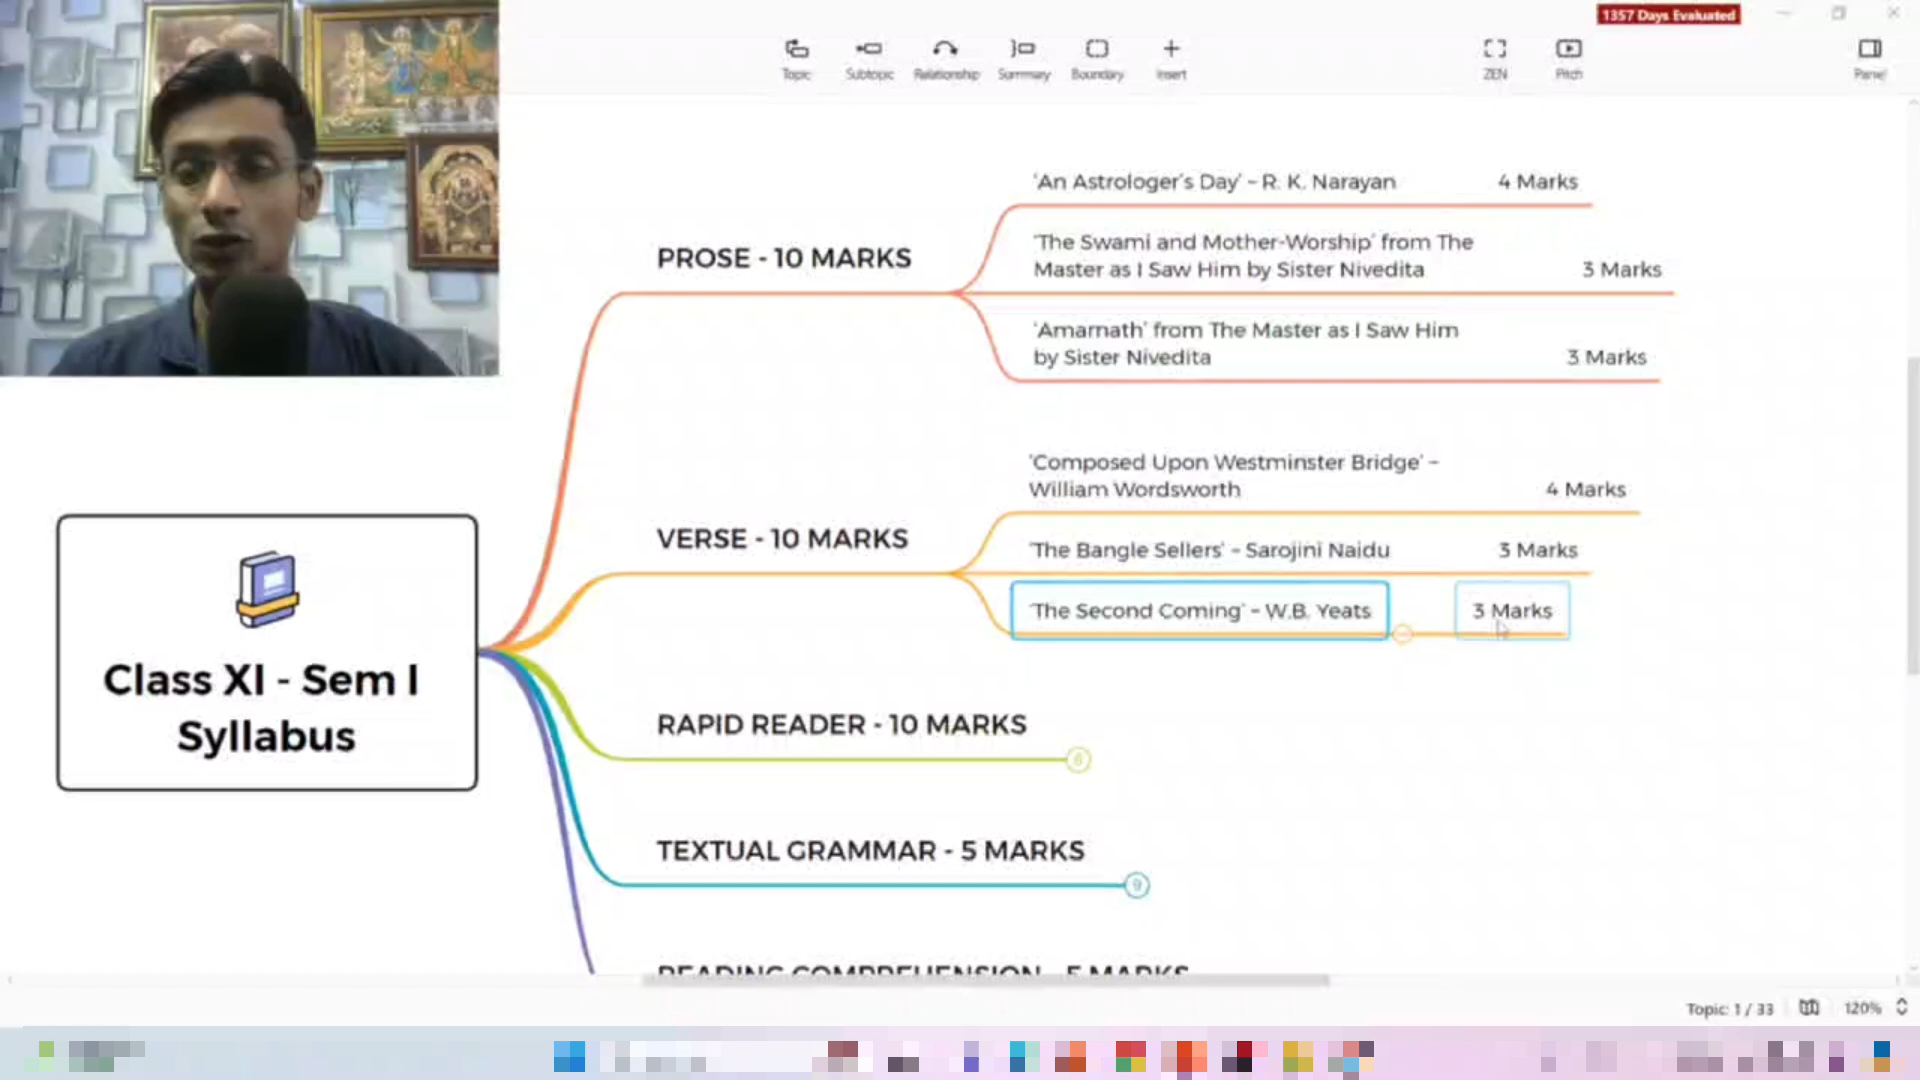 1357 Days Evaluated
Topic Subtopic Relationship Summary Boundary Insert ZEN Pitch Panel
'An Astrologer's Day' – R. K. Narayan 4 Marks
PROSE - 10 MARKS
'The Swami and Mother-Worship' from The
Master as I Saw Him by Sister Nivedita 3 Marks
'Amarnath' from The Master as I Saw Him
by Sister Nivedita 3 Marks
'Composed Upon Westminster Bridge' –
William Wordsworth 4 Marks
VERSE - 10 MARKS
'The Bangle Sellers' – Sarojini Naidu 3 Marks
'The Second Coming' – W.B. Yeats 3 Marks
Class XI - Sem I
Syllabus
RAPID READER - 10 MARKS
TEXTUAL GRAMMAR - 5 MARKS
9
READING COMPREHENSION - 5 MARKS
Topic: 1 / 33 120%